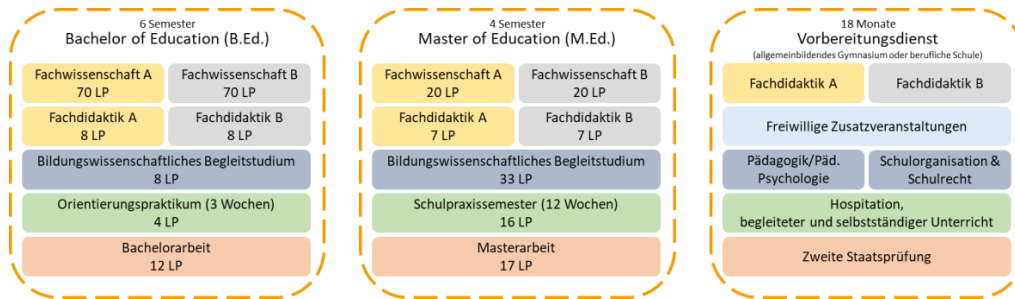 6 Semester
Bachelor of Education (B.Ed.)
Fachwissenschaft A
70 LP
Fachwissenschaft B
70 LP
Fachdidaktik A
8 LP
Fachdidaktik B
8 LP
Bildungswissenschaftliches Begleitstudium
8 LP
Orientierungspraktikum (3 Wochen)
4 LP
Bachelorarbeit
12 LP
4 Semester
Master of Education (M.Ed.)
Fachwissenschaft A
20 LP
Fachwissenschaft B
20 LP
Fachdidaktik A
7 LP
Fachdidaktik B
7 LP
Bildungswissenschaftliches Begleitstudium
33 LP
Schulpraxissemester (12 Wochen)
16 LP
Masterarbeit
17 LP
18 Monate
Vorbereitungsdienst
(allgemeinbildendes Gymnasium oder berufliche Schule)
Fachdidaktik A
Fachdidaktik B
Freiwillige Zusatzveranstaltungen
Pädagogik/Päd.
Psychologie
Schulorganisation &
Schulrecht
Hospitation,
begleiteter und selbstständiger Unterricht
Zweite Staatsprüfung